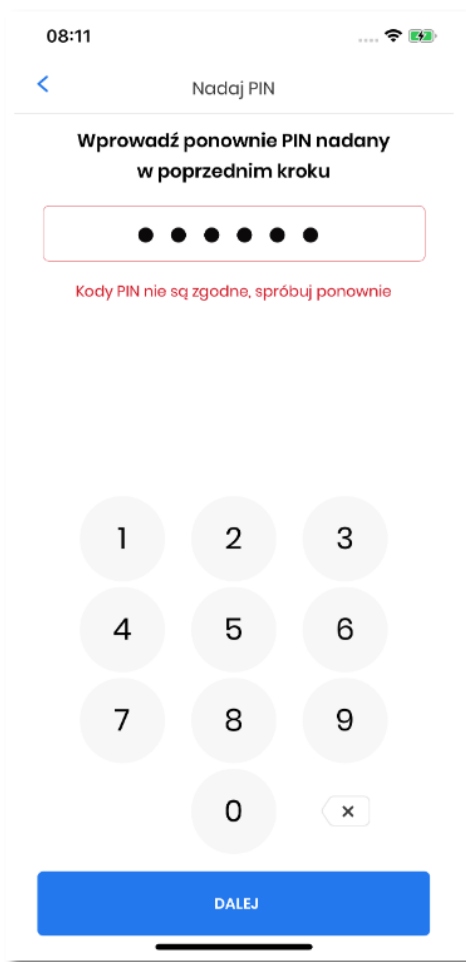 08:11
Nadaj PIN
Wprowadź ponownie PIN nadany
w poprzednim kroku
Kody PIN nie są zgodne, spróbuj ponownie
1 2 3
4 5 6
7 8 9
0
DALEJ